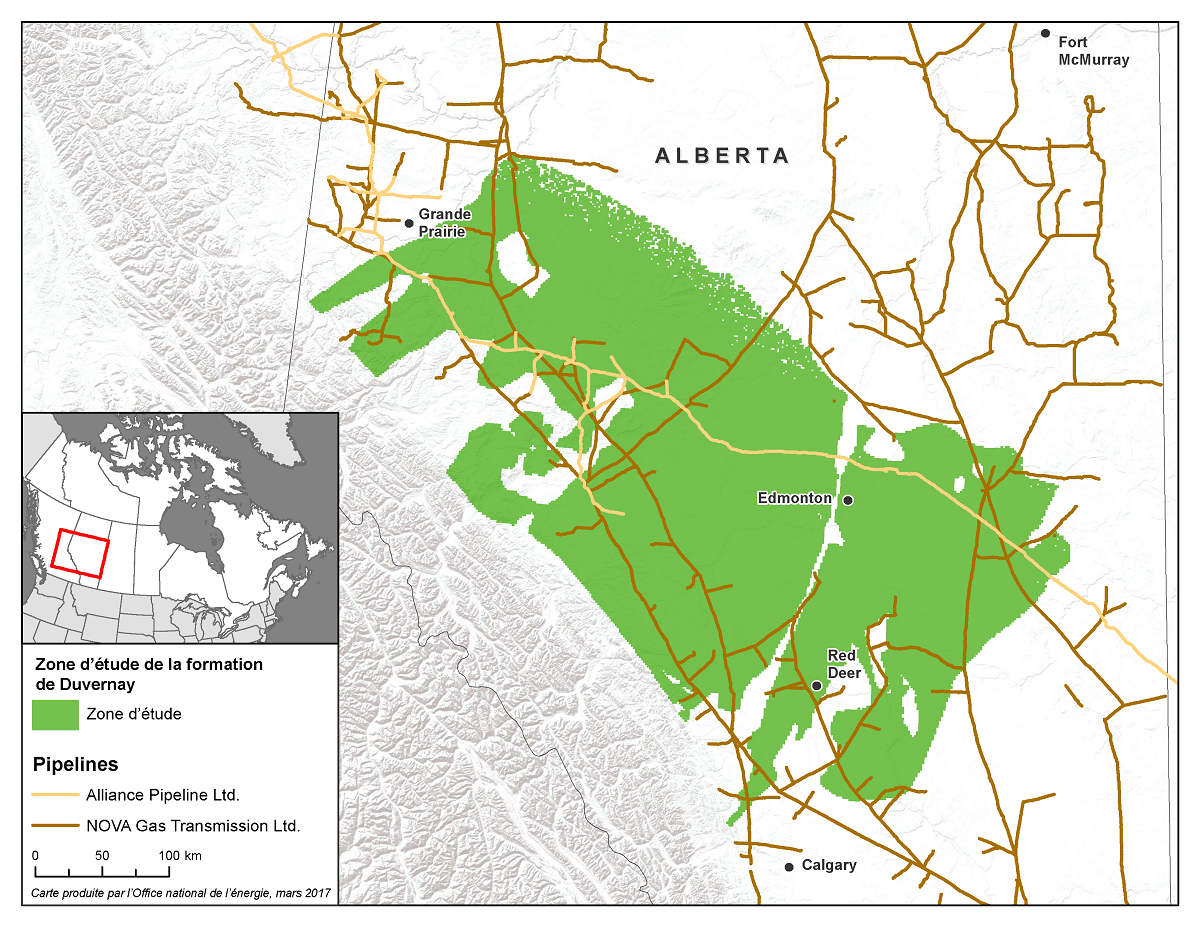 Fort
McMurray
ALBERTA
Grande
Prairie
Edmonton
Red
Deer
Calgary
Zone d'étude de la formation
de Duvernay
Zone d'étude
Pipelines
Alliance Pipeline Ltd.
NOVA Gas Transmission Ltd.
0 50 100 km
Carte produite par l'Office national de l'énergie, mars 2017